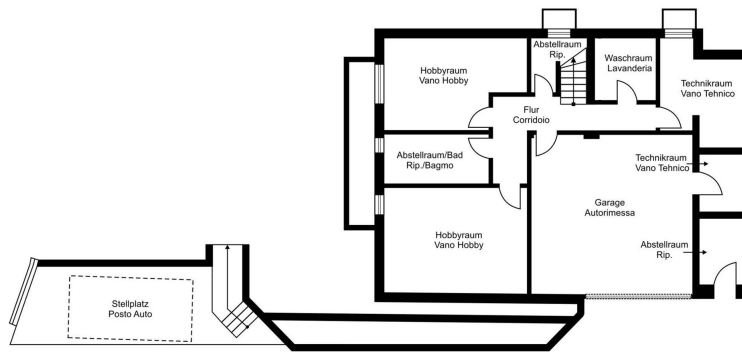 Abstellraum
Rip.
Hobbyraum
Vano Hobby
Waschraum
Lavanderia
Technikraum
Vano Tehnico
Flur
Corridoio
Abstellraum/Bad
Rip./Bagmo
Technikraum
Vano Tehnico
Garage
Autorimessa
Hobbyraum
Vano Hobby
Abstellraum
Rip.
Stellplatz
Posto Auto